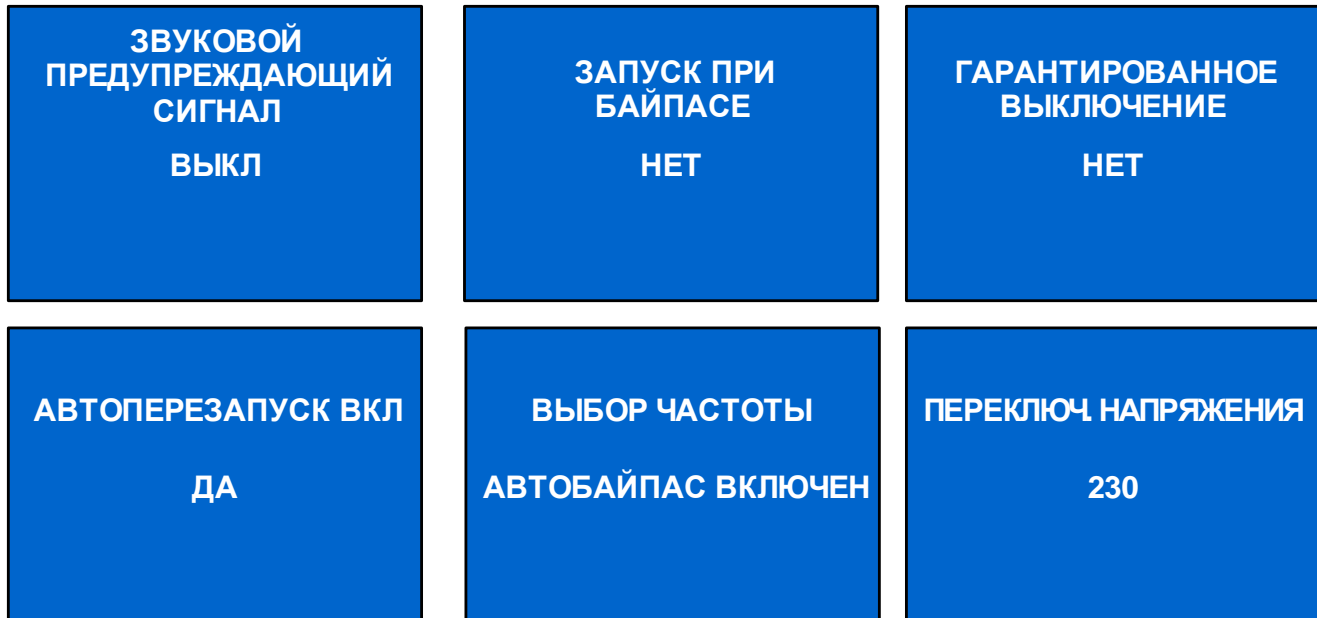 ЗВУКОВОЙ
ПРЕДУПРЕЖДАЮЩИЙ
СИГНАЛ
ВЫКЛ
ЗАПУСК ПРИ
БАЙПАСЕ
НЕТ
ГАРАНТИРОВАННОЕ
ВЫКЛЮЧЕНИЕ
НЕТ
АВТОПЕРЕЗАПУСК ВКЛ
ДА
ВЫБОР ЧАСТОТЫ
АВТОБАЙПАС ВКЛЮЧЕН
ПЕРЕКЛЮЧ. НАПРЯЖЕНИЯ
230